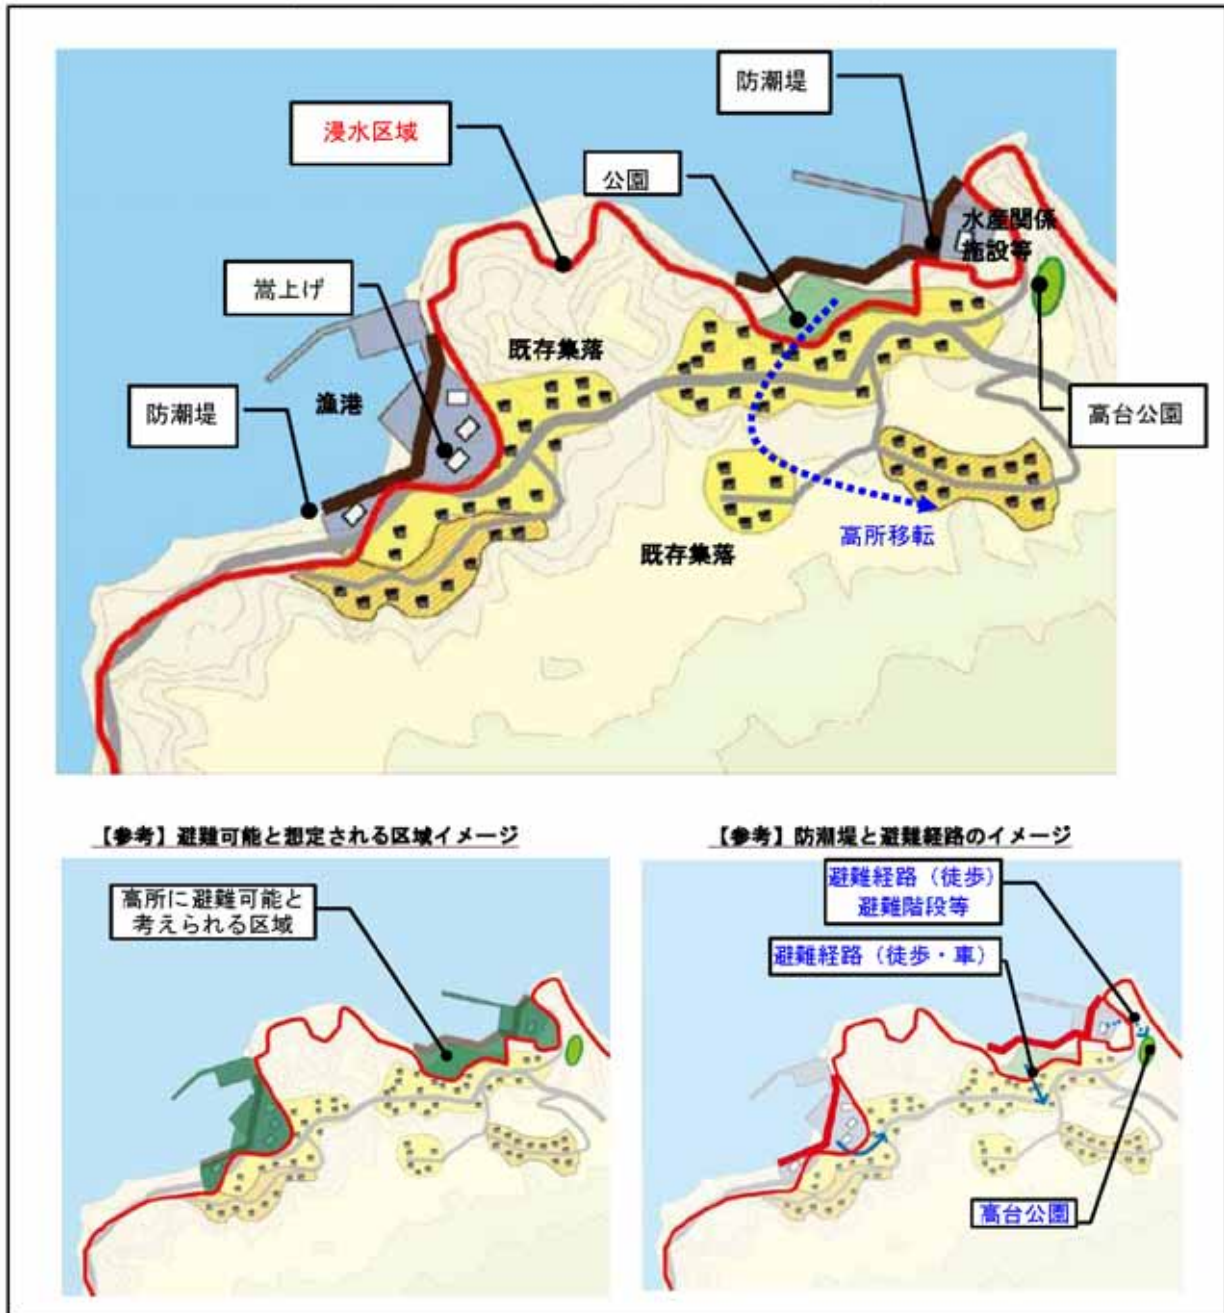 防潮堤
浸水区域
公園
水産関係
施設等
嵩上げ
既存集落
漁港
防潮堤
高台公園
高所移転
既存集落
【参考】避難可能と想定される区域イメージ
高所に避難可能と
考えられる区域
【参考】防潮堤と避難経路のイメージ
避難経路（徒歩）
避難階段等
避難経路（徒歩・車）
高台公園